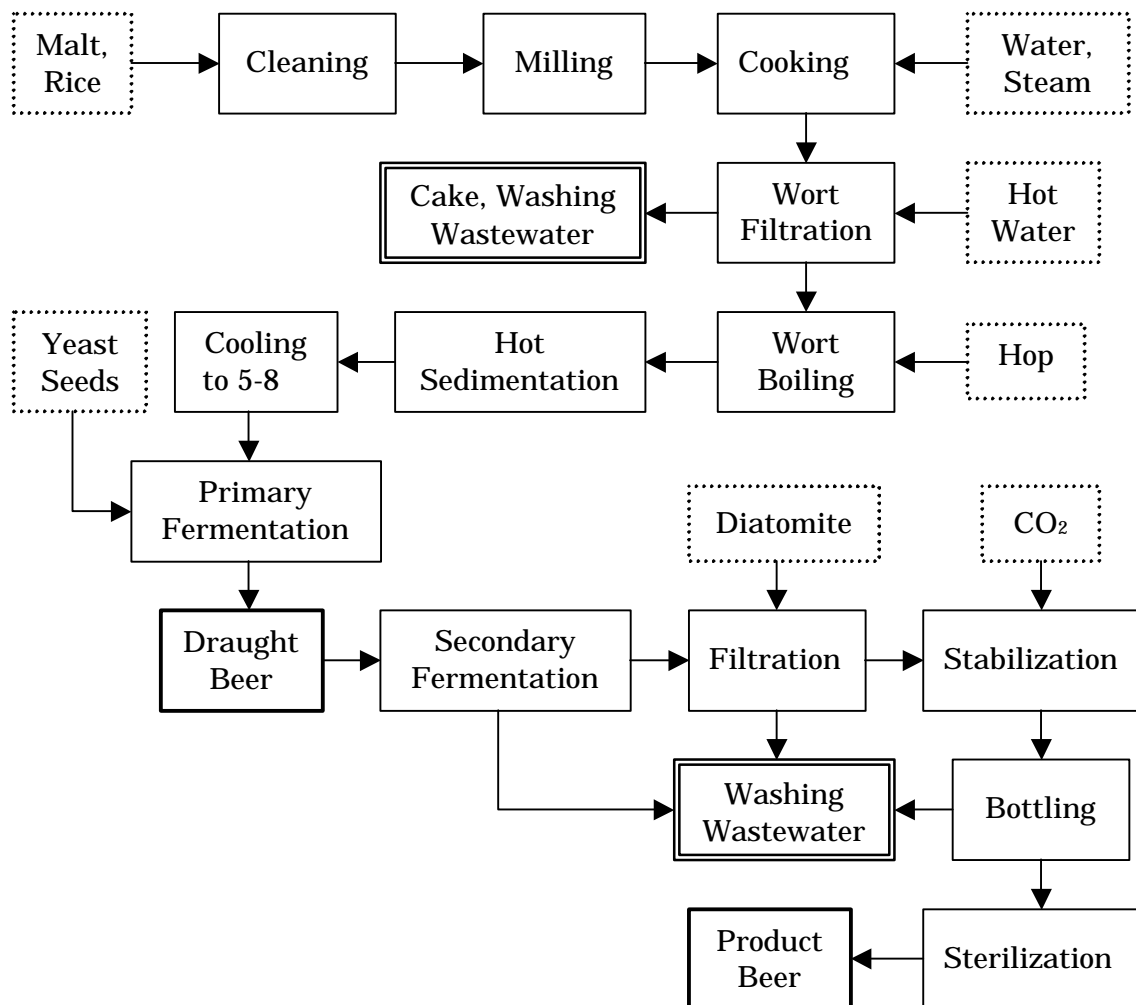 Malt,
Rice
Cleaning
Milling
Cooking
Water,
Steam
Cake, Washing
Wastewater
Wort
Filtration
Hot
Water
Yeast
Seeds
Cooling
to 5-8
Hot
Sedimentation
Wort
Boiling
Hop
Primary
Fermentation
Diatomite
CO₂
Draught
Beer
Secondary
Fermentation
Filtration
Stabilization
Washing
Wastewater
Bottling
Product
Beer
Sterilization